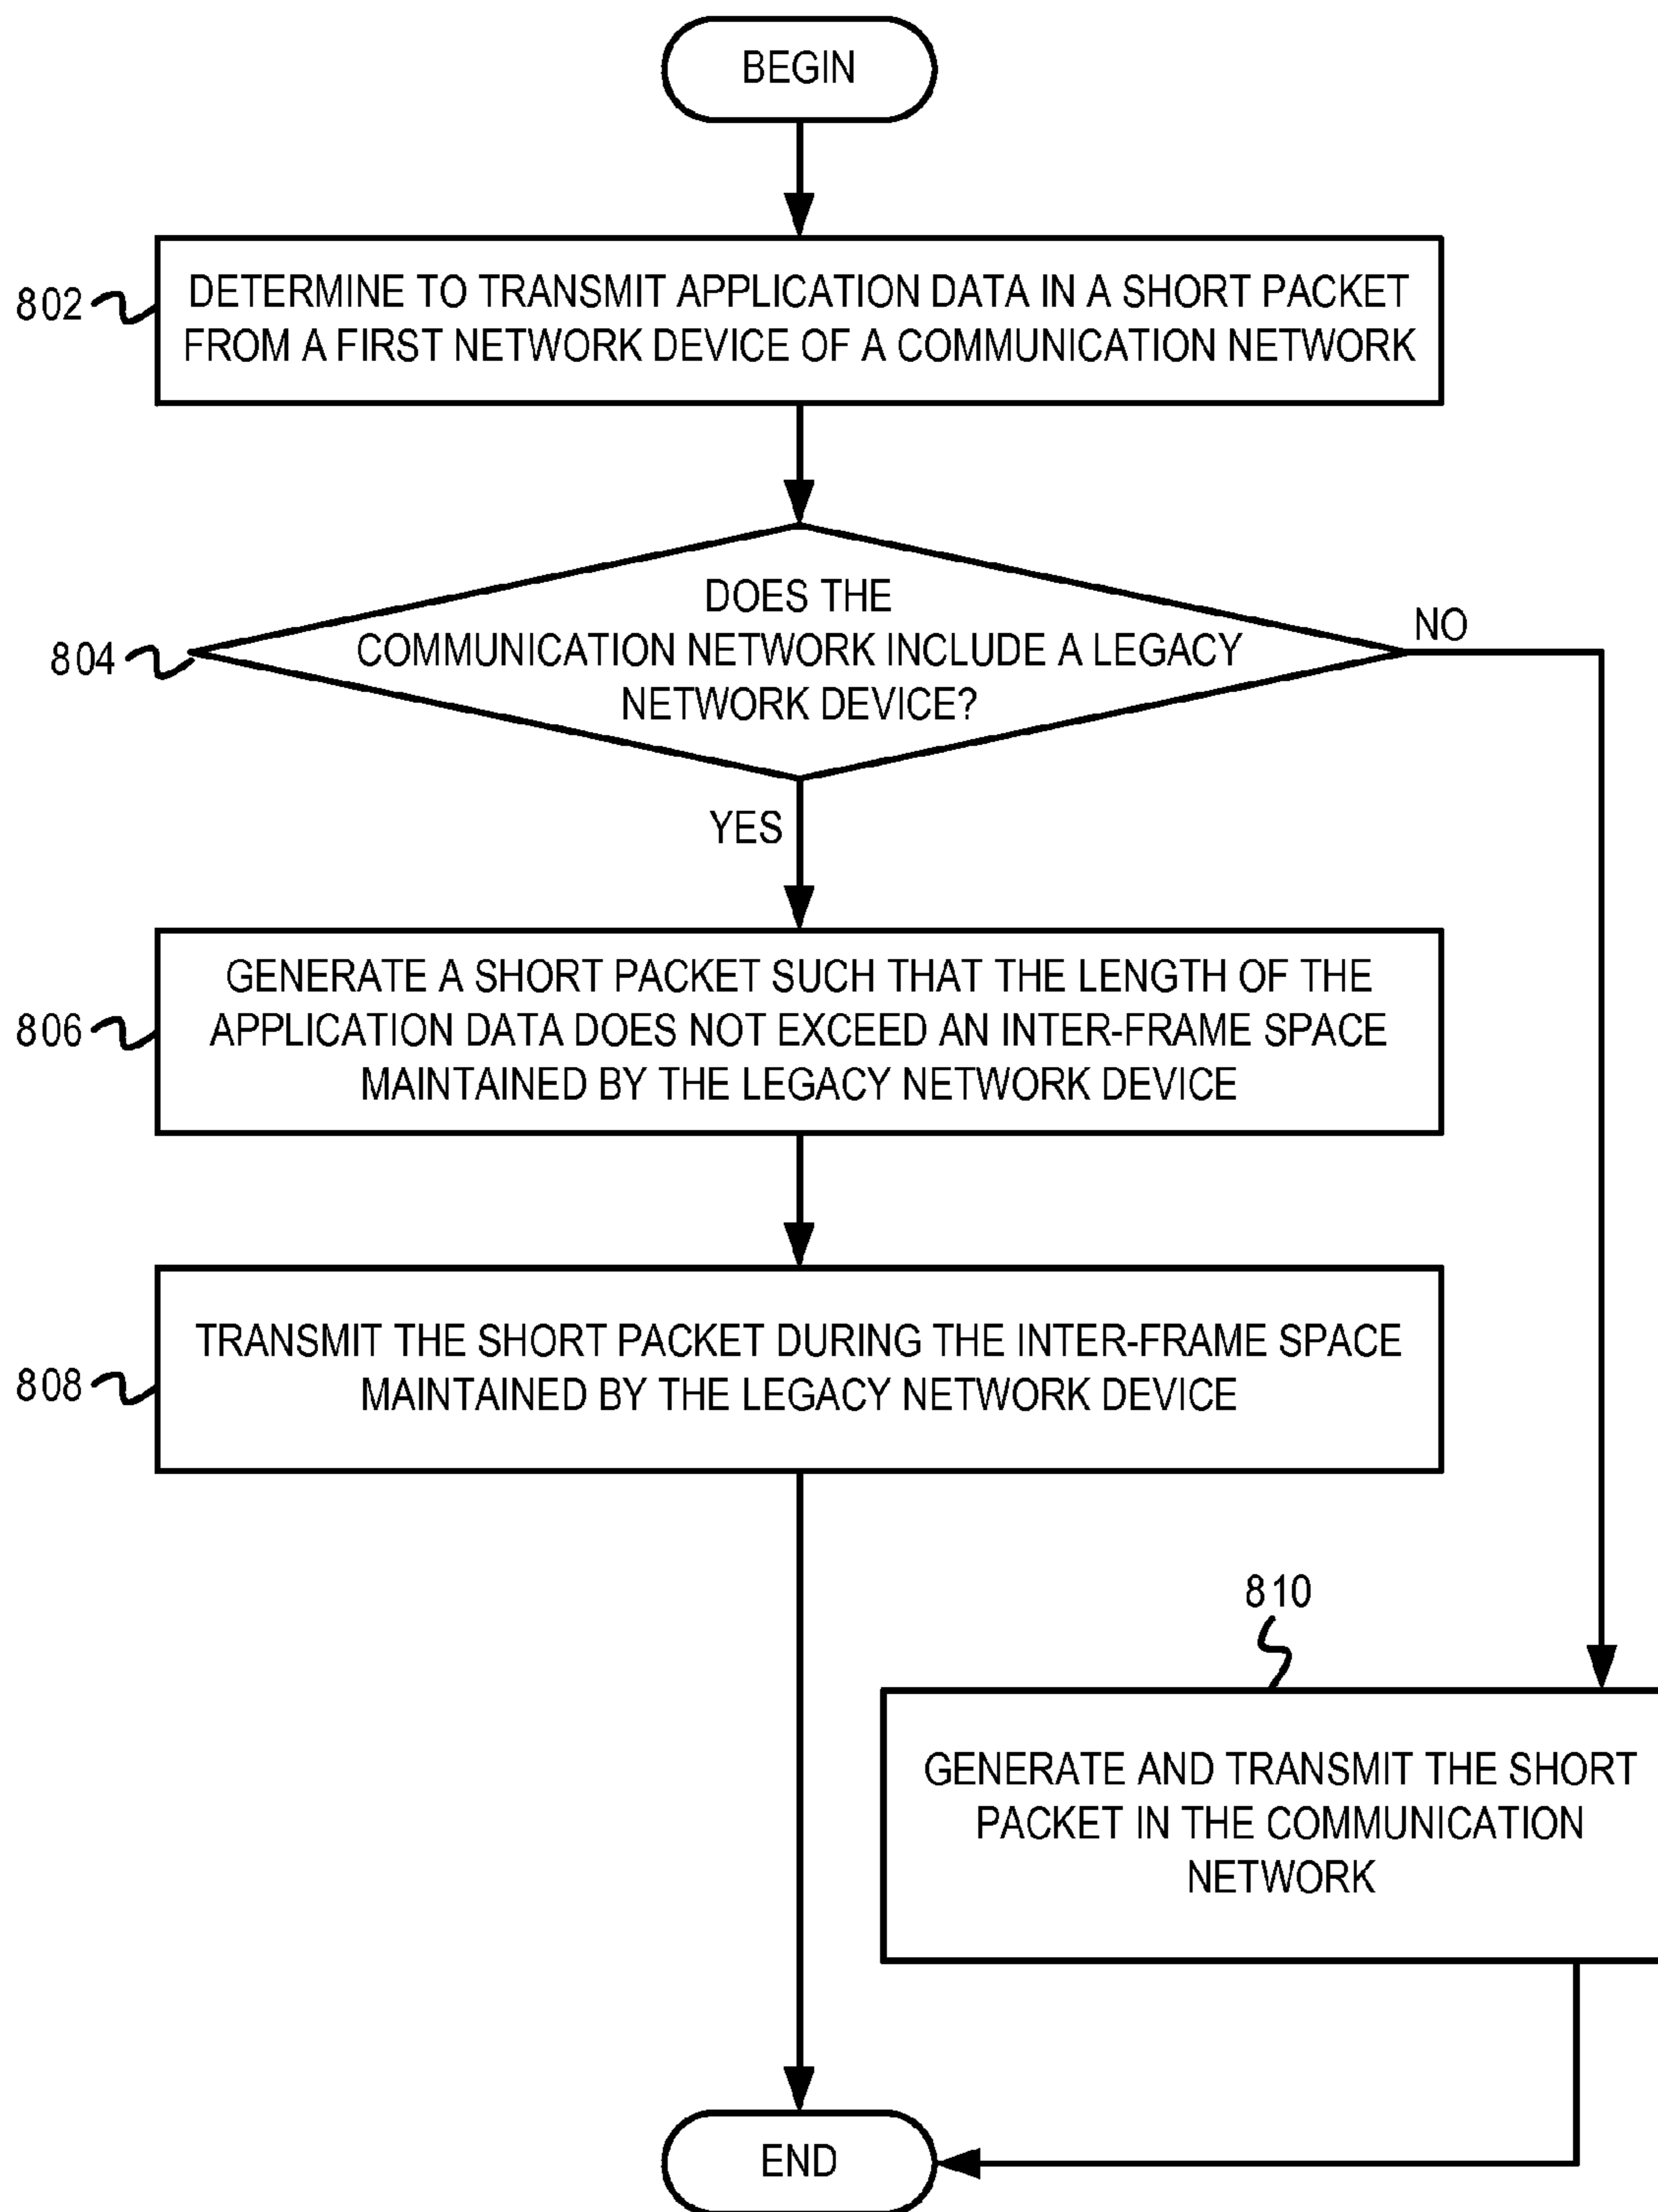 BEGIN
802
DETERMINE TO TRANSMIT APPLICATION DATA IN A SHORT PACKET
FROM A FIRST NETWORK DEVICE OF A COMMUNICATION NETWORK
804
DOES THE
COMMUNICATION NETWORK INCLUDE A LEGACY
NETWORK DEVICE?
NO
YES
806
GENERATE A SHORT PACKET SUCH THAT THE LENGTH OF THE
APPLICATION DATA DOES NOT EXCEED AN INTER-FRAME SPACE
MAINTAINED BY THE LEGACY NETWORK DEVICE
808
TRANSMIT THE SHORT PACKET DURING THE INTER-FRAME SPACE
MAINTAINED BY THE LEGACY NETWORK DEVICE
810
GENERATE AND TRANSMIT THE SHORT
PACKET IN THE COMMUNICATION
NETWORK
END